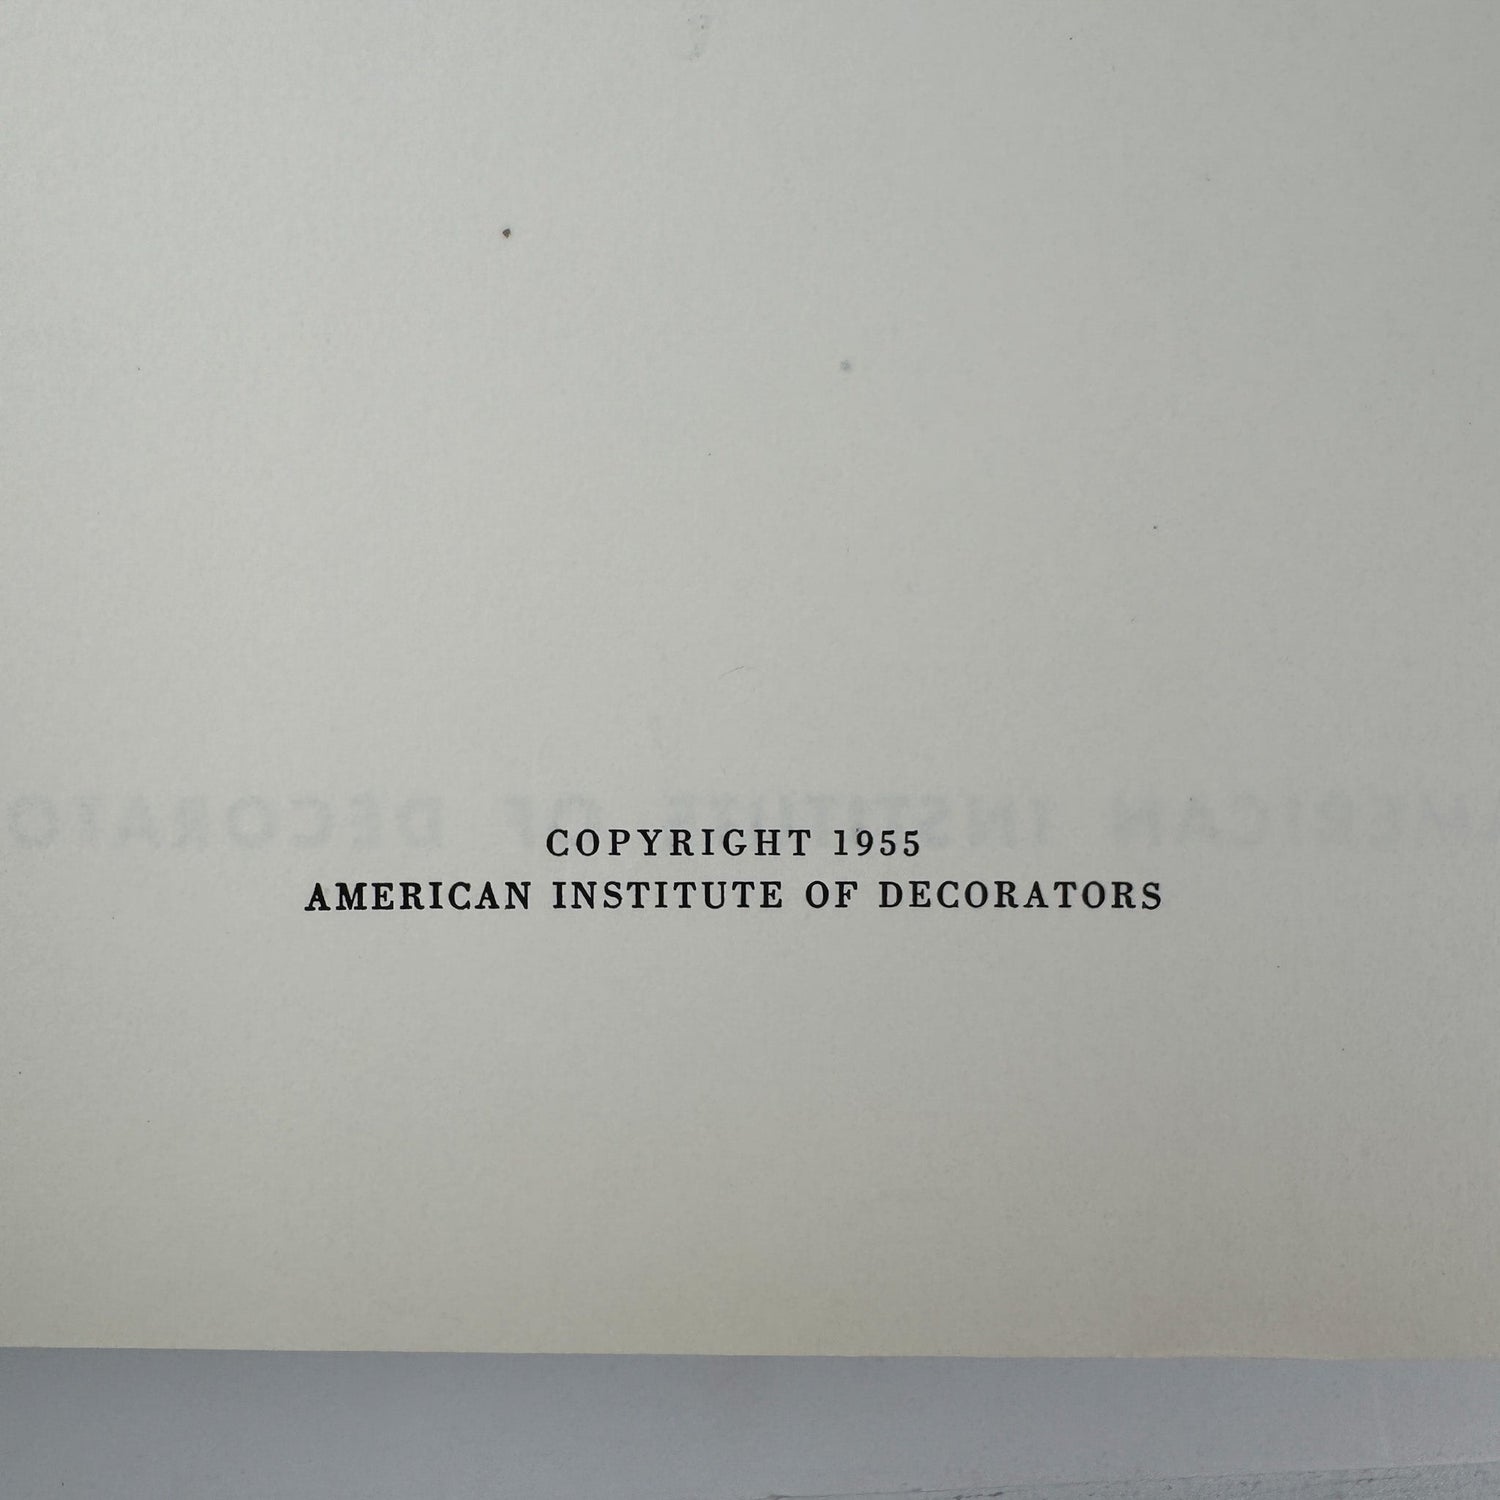 COPYRIGHT 1955
AMERICAN INSTITUTE OF DECORATORS